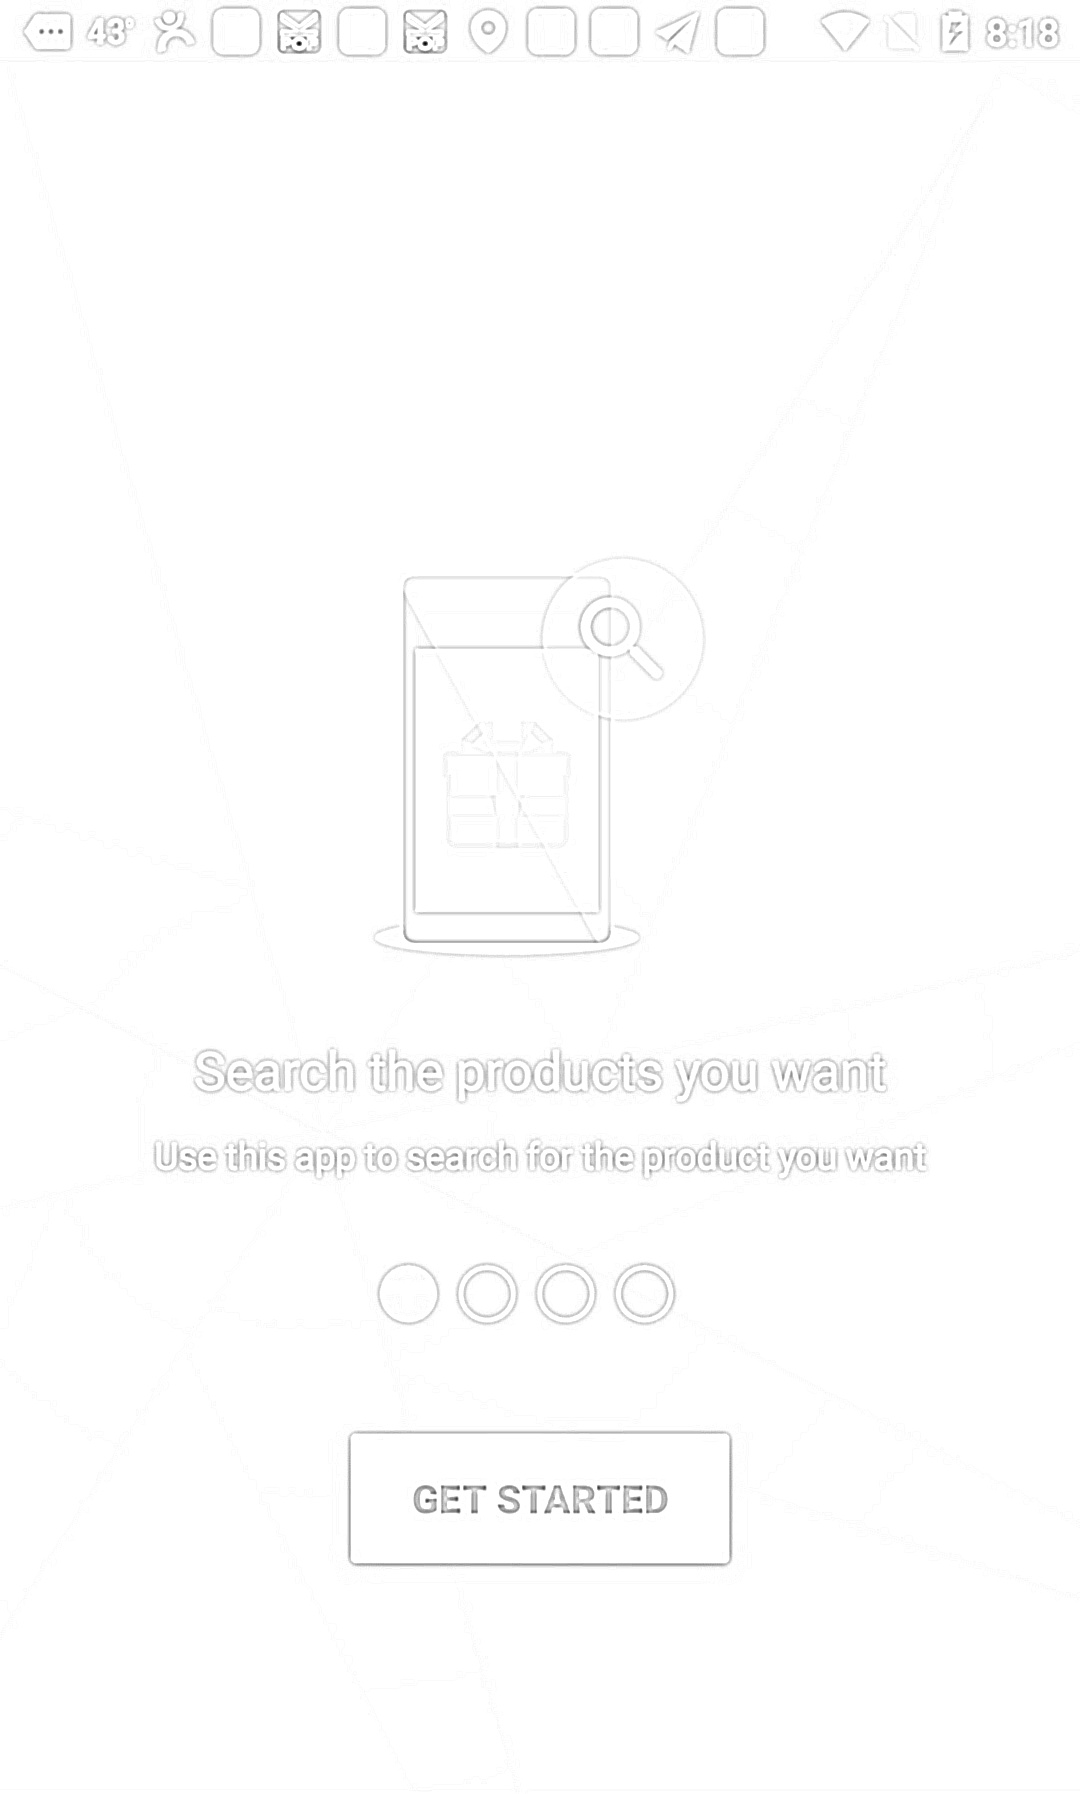 43° 8:18
Search the products you want
Use this app to search for the product you want
GET STARTED